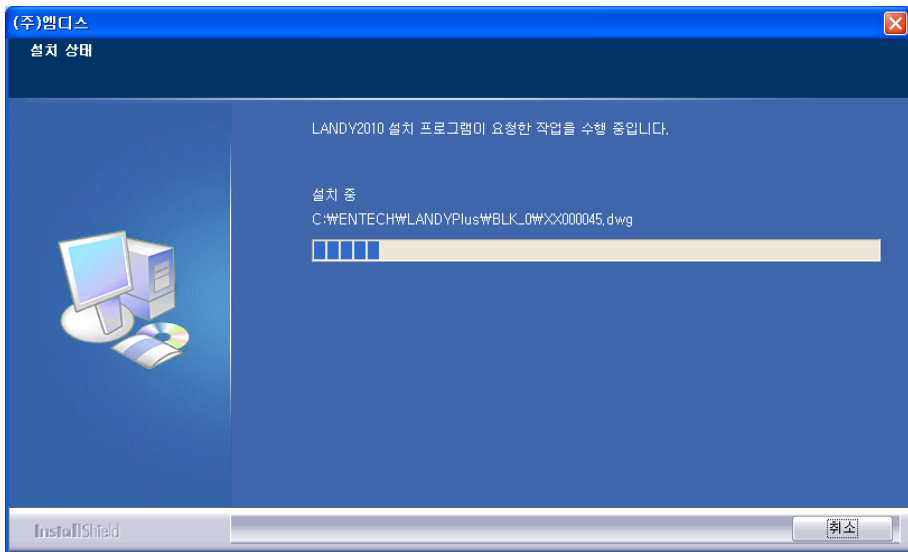 (주)엠디스
설치 상태
LANDY2010 설치 프로그램이 요청한 작업을 수행 중입니다.
설치 중
C:₩ENTECH₩LANDYPlus₩BLK_0₩XX000045.dwg
InstallShield
취소